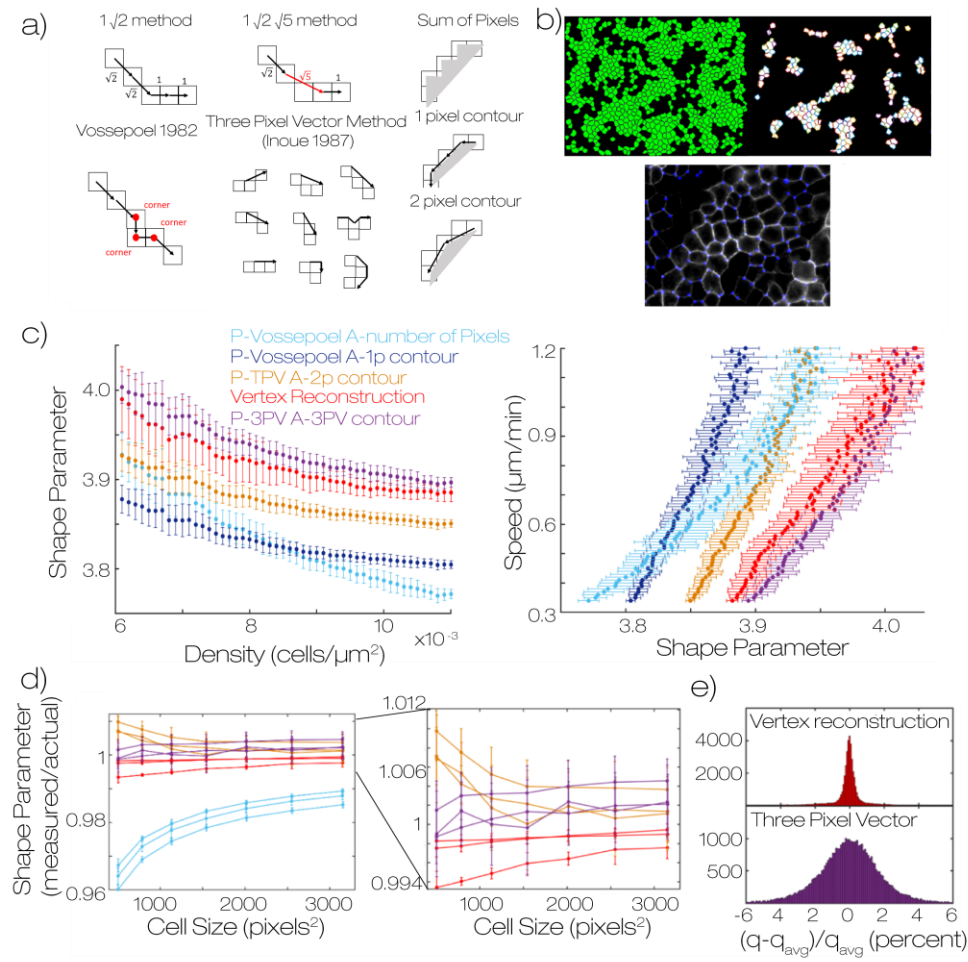 a)
1 √2 method
1 √2 √5 Method
Sum of Pixels
√2
√2
1
1
√2
√5
1
Vossepoel 1982
Three Pixel Vector Method
(Inoue 1987)
1 pixel contour
corner
corner
corner
2 pixel contour
b)
c)
P-Vossepoel A-number of Pixels
P-Vossepoel A-1p contour
P-TPV A-2p contour
Vertex Reconstruction
P-3PV A-3PV contour
Shape Parameter
4.0
3.9
3.8
6
8
10
×10⁻³
Density (cells/μm²)
Speed (μm/min)
1.2
0.9
0.6
0.3
3.8
3.9
4.0
Shape Parameter
d)
Shape Parameter
(measured/actual)
1
0.98
0.96
0
1000
2000
3000
Cell Size (pixels²)
1.012
1.006
1
0.994
1000
2000
3000
Cell Size (pixels²)
e)
Vertex reconstruction
4000
2000
Three Pixel Vector
1000
500
-6
-4
-2
0
2
4
6
(q-qavg)/qavg (percent)